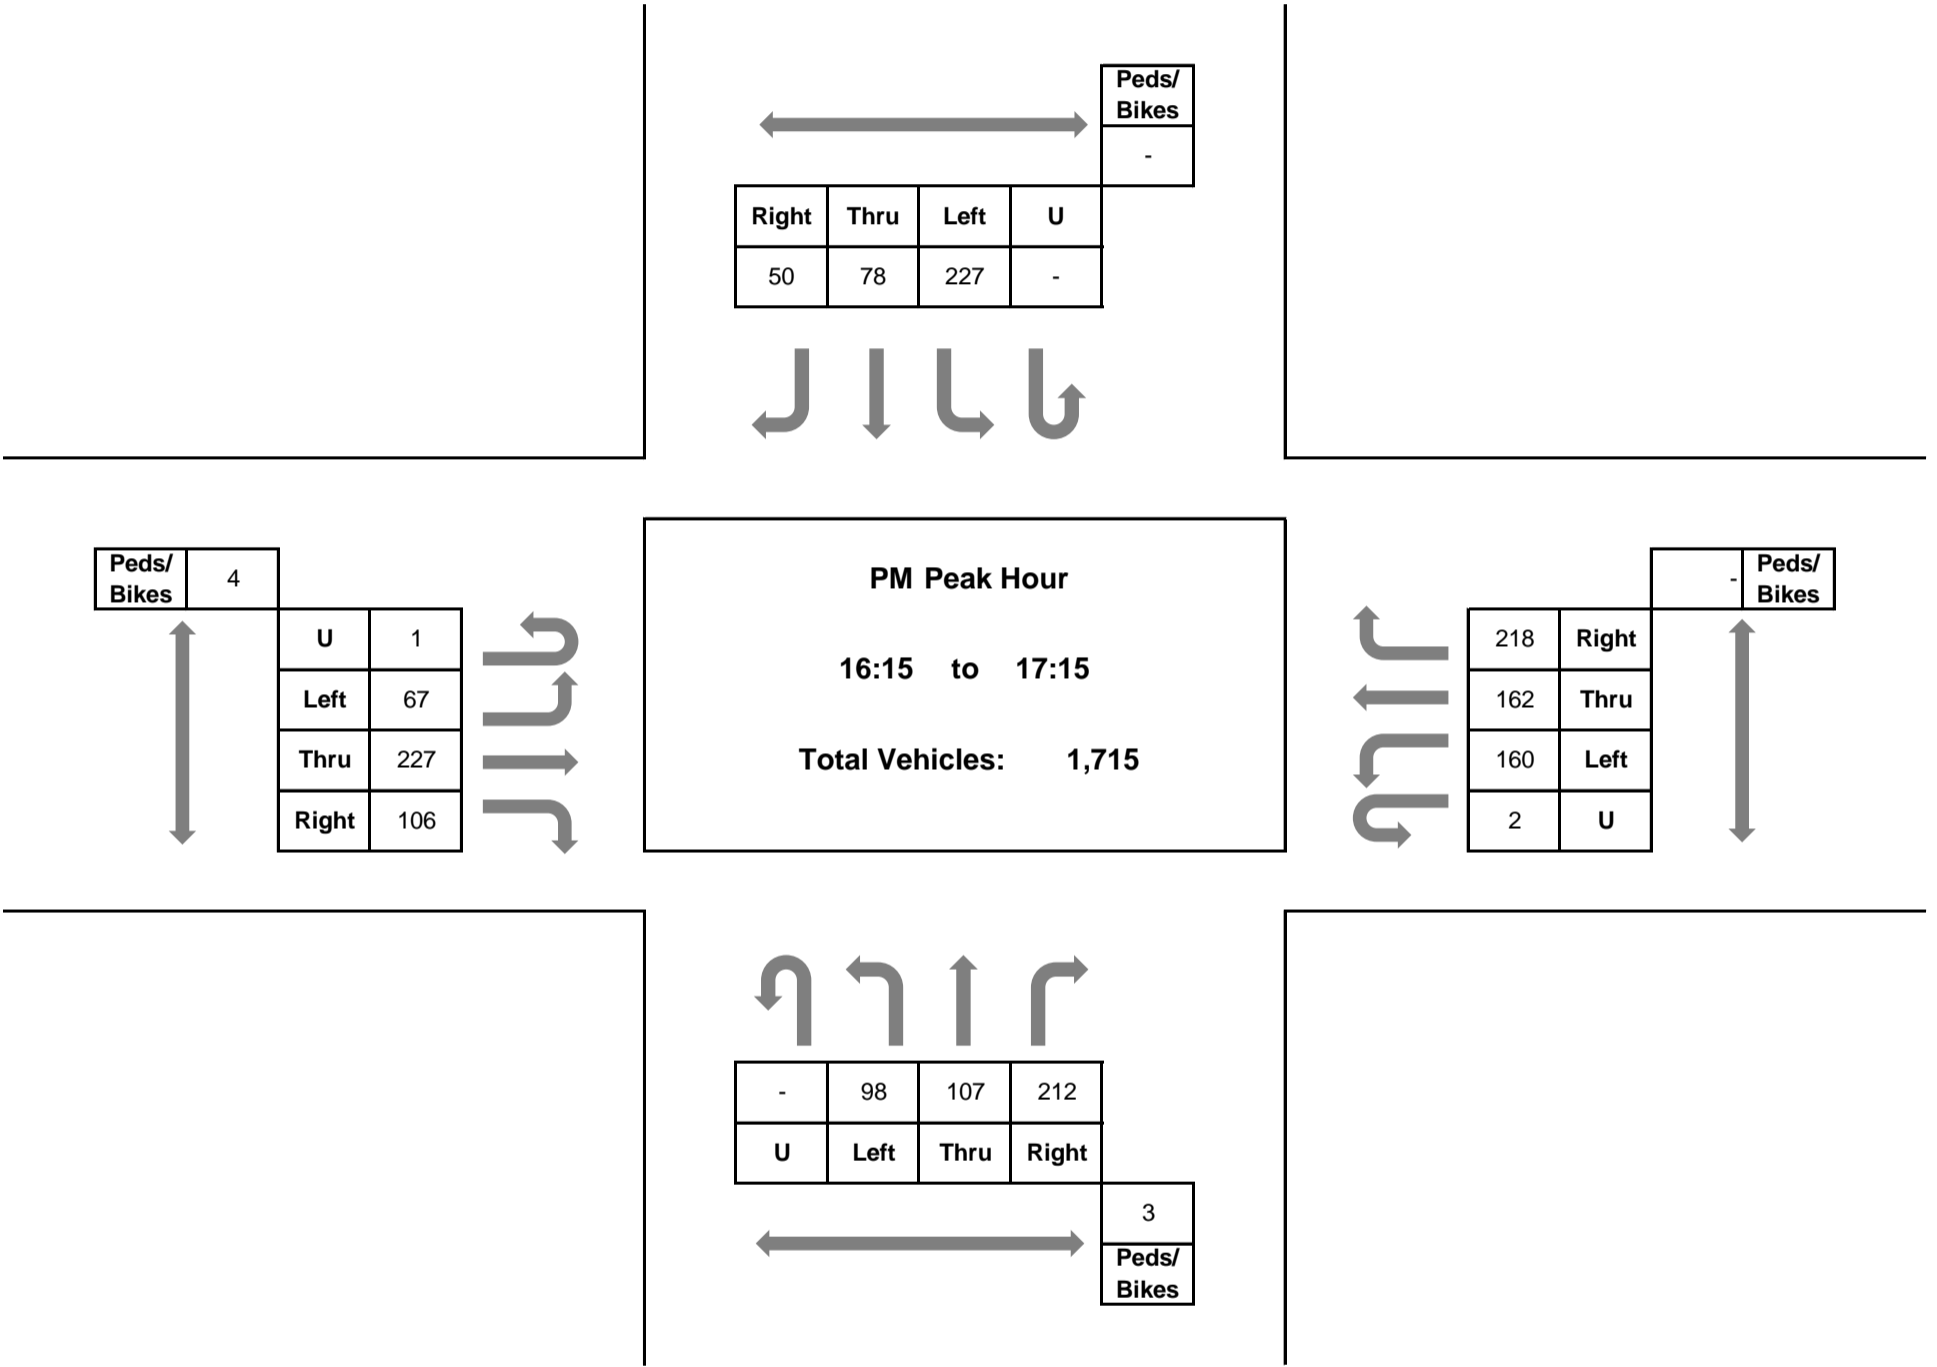 Peds/
Bikes
-
Right Thru Left U
50 78 227 -
Peds/
Bikes
4
U 1
Left 67
Thru 227
Right 106
PM Peak Hour
16:15 to 17:15
Total Vehicles: 1,715
-
Peds/
Bikes
218 Right
162 Thru
160 Left
2 U
- 98 107 212
U Left Thru Right
3
Peds/
Bikes